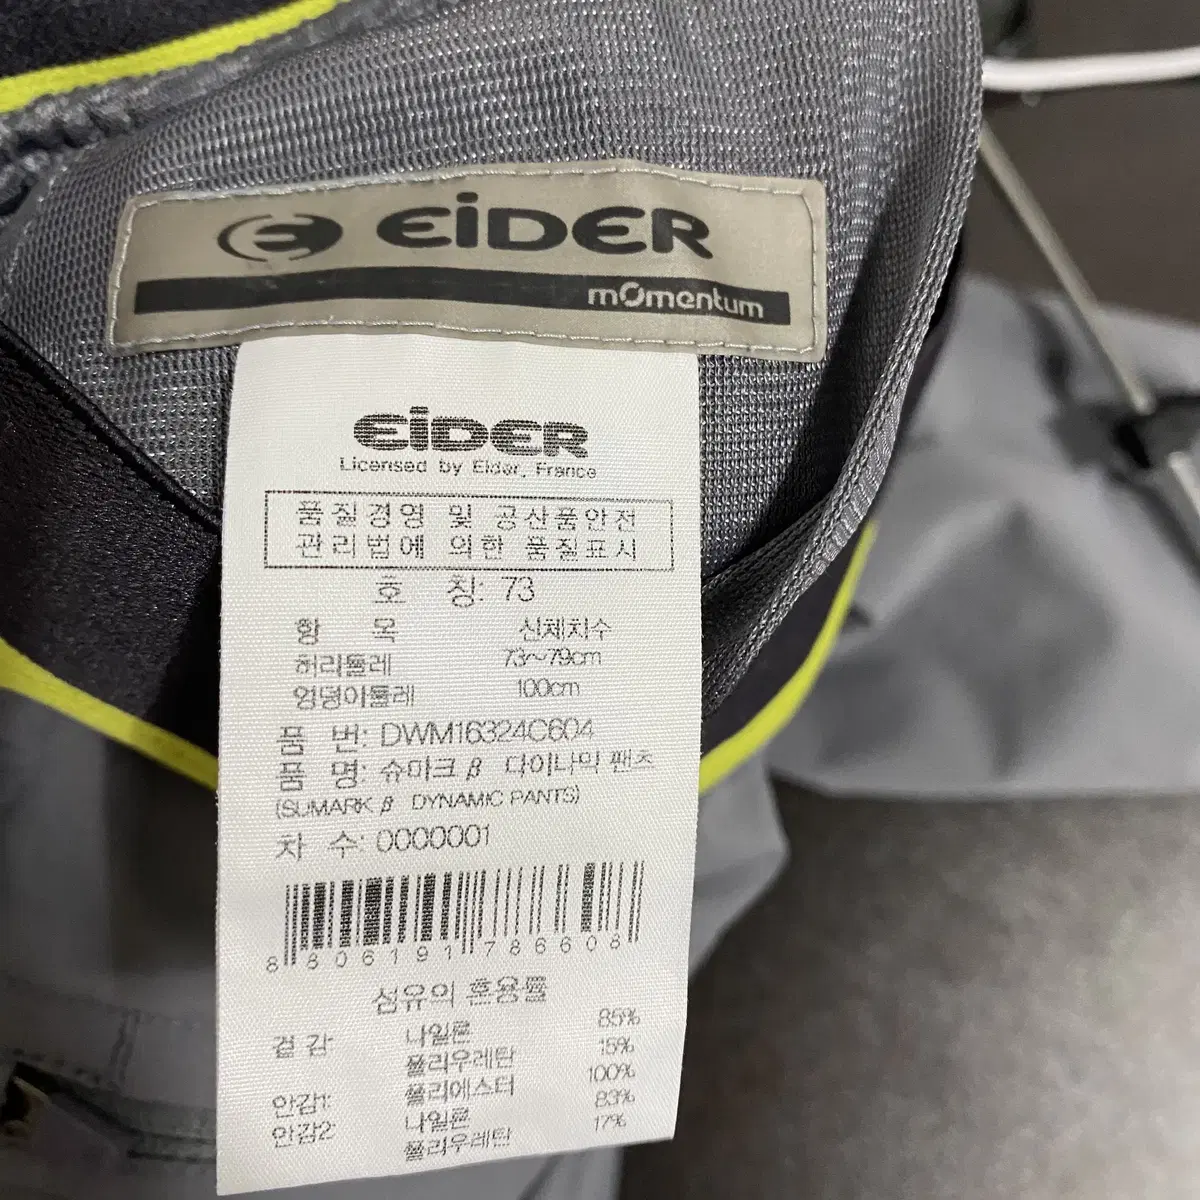 EiDER
mOmentum
EiDER
Licensed by Eider, France
품질경영 및 공산품안전
관리법에 의한 품질표시
호 칭: 73
항 목 신체치수
허리둘레 73~79cm
엉덩이둘레 100cm
품 번: DWM16324C604
품 명: 슈마크 β 다이나믹 팬츠
(SUMARK β DYNAMIC PANTS)
차 수: 0000001
8806191786608
섬유의 혼용률
겉감 나일론 85%
폴리우레탄 15%
안감1: 폴리에스터 100%
안감2: 나일론 83%
폴리우레탄 17%